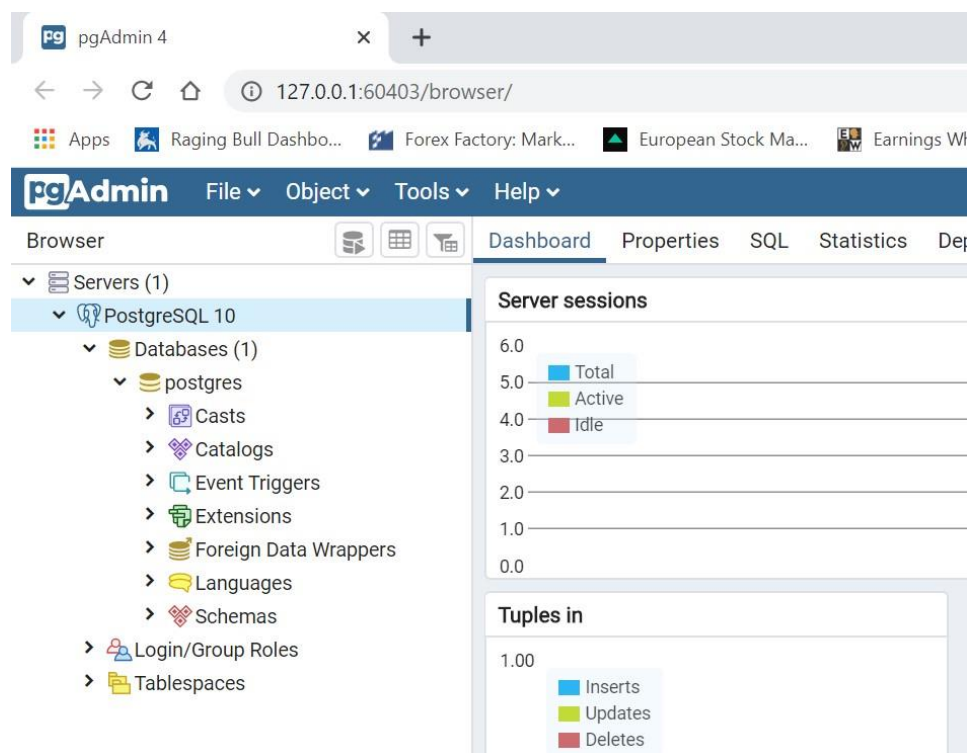 pgAdmin 4
127.0.0.1:60403/browser/
Apps Raging Bull Dashbo... Forex Factory: Mark... European Stock Ma... Earnings Wh
pgAdmin File Object Tools Help
Browser
Dashboard Properties SQL Statistics Dep
Servers (1)
PostgreSQL 10
Databases (1)
postgres
Casts
Catalogs
Event Triggers
Extensions
Foreign Data Wrappers
Languages
Schemas
Login/Group Roles
Tablespaces
Server sessions
6.0
5.0
4.0
3.0
2.0
1.0
0.0
Total
Active
Idle
Tuples in
1.00
Inserts
Updates
Deletes